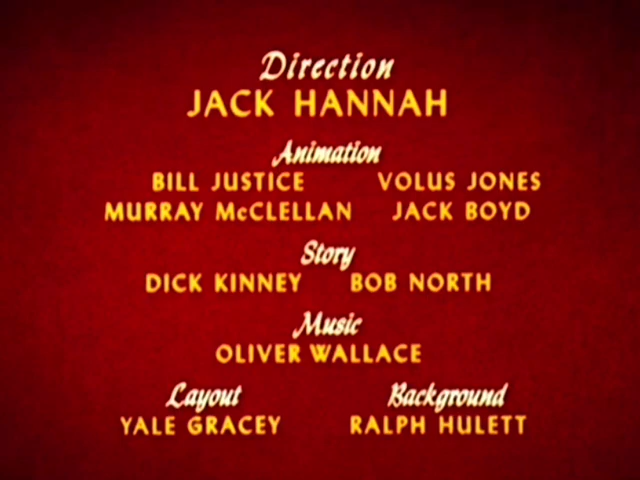 Direction
JACK HANNAH
Animation
BILL JUSTICE VOLUS JONES
MURRAY McCLELLAN JACK BOYD
Story
DICK KINNEY BOB NORTH
Music
OLIVER WALLACE
Layout Background
YALE GRACEY RALPH HULETT